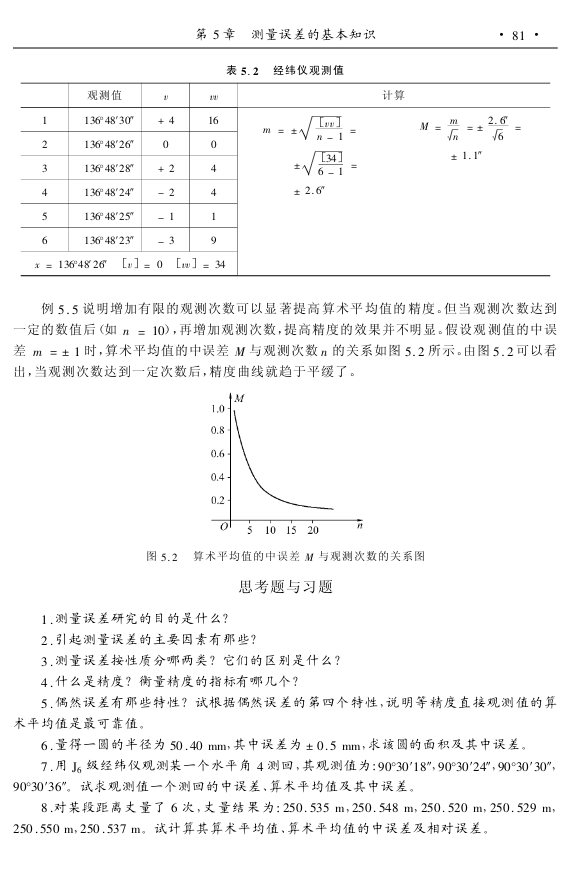 第 5 章 测量误差的基本知识 · 81 ·
表 5.2 经纬仪观测值
观测值 v vv 计算
1 136°48′30″ + 4 16
2 136°48′26″ 0 0
3 136°48′28″ + 2 4
4 136°48′24″ − 2 4
5 136°48′25″ − 1 1
6 136°48′23″ − 3 9
x = 136°48′26″ [v] = 0 [vv] = 34
m = ±√([vv]/(n − 1)) =
±√([34]/(6 − 1)) =
± 2.6″
M = m/√n = ± 2.6″/√6 =
± 1.1″
例 5.5 说明增加有限的观测次数可以显著提高算术平均值的精度。但当观测次数达到
一定的数值后(如 n = 10),再增加观测次数,提高精度的效果并不明显。假设观测值的中误
差 m = ± 1 时,算术平均值的中误差 M 与观测次数 n 的关系如图 5.2 所示。由图 5.2 可以看
出,当观测次数达到一定次数后,精度曲线就趋于平缓了。
M
1.0
0.8
0.6
0.4
0.2
O 5 10 15 20 n
图 5.2 算术平均值的中误差 M 与观测次数的关系图
思考题与习题
1.测量误差研究的目的是什么?
2.引起测量误差的主要因素有那些?
3.测量误差按性质分哪两类? 它们的区别是什么?
4.什么是精度? 衡量精度的指标有哪几个?
5.偶然误差有那些特性? 试根据偶然误差的第四个特性,说明等精度直接观测值的算
术平均值是最可靠值。
6.量得一圆的半径为 50.40 mm,其中误差为 ± 0.5 mm,求该圆的面积及其中误差。
7.用 J6 级经纬仪观测某一个水平角 4 测回,其观测值为:90°30′18″,90°30′24″,90°30′30″,
90°30′36″。试求观测值一个测回的中误差、算术平均值及其中误差。
8.对某段距离丈量了 6 次,丈量结果为:250.535 m,250.548 m,250.520 m,250.529 m,
250.550 m,250.537 m。试计算其算术平均值、算术平均值的中误差及相对误差。